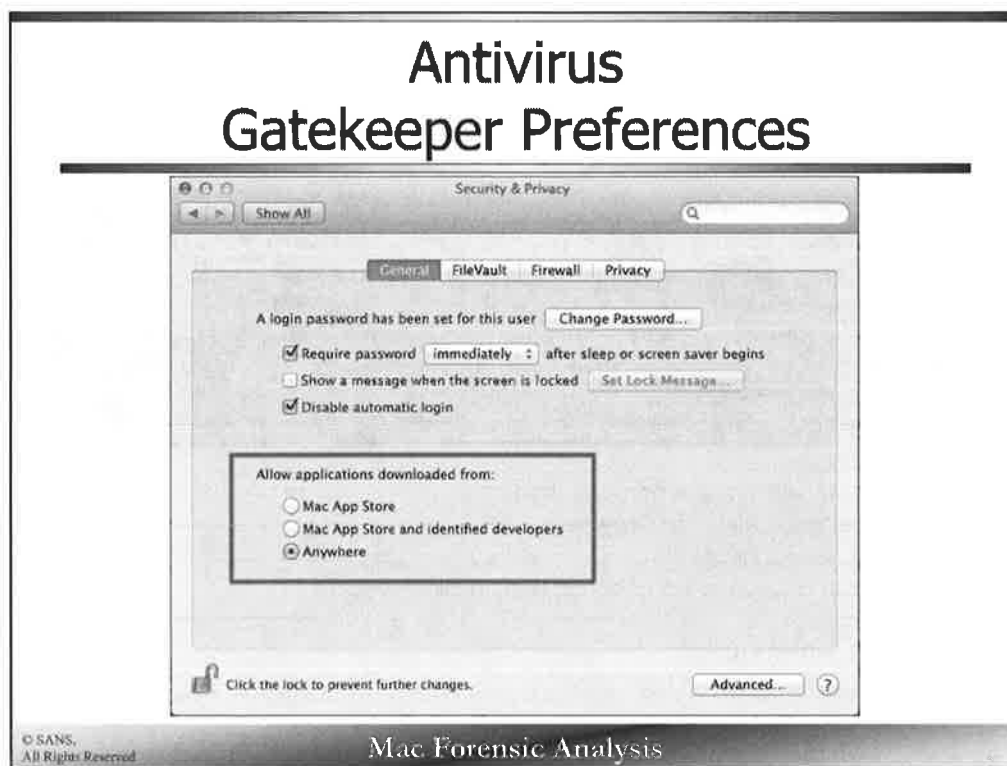 Antivirus
Gatekeeper Preferences
Security & Privacy
Show All
General FileVault Firewall Privacy
A login password has been set for this user Change Password...
Require password immediately after sleep or screen saver begins
Show a message when the screen is locked Set Lock Message...
Disable automatic login
Allow applications downloaded from:
Mac App Store
Mac App Store and identified developers
Anywhere
Click the lock to prevent further changes.
Advanced... ?
© SANS,
All Rights Reserved
Mac Forensic Analysis